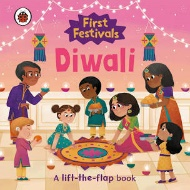 First
Festivals
Diwali
A lift-the-flap book